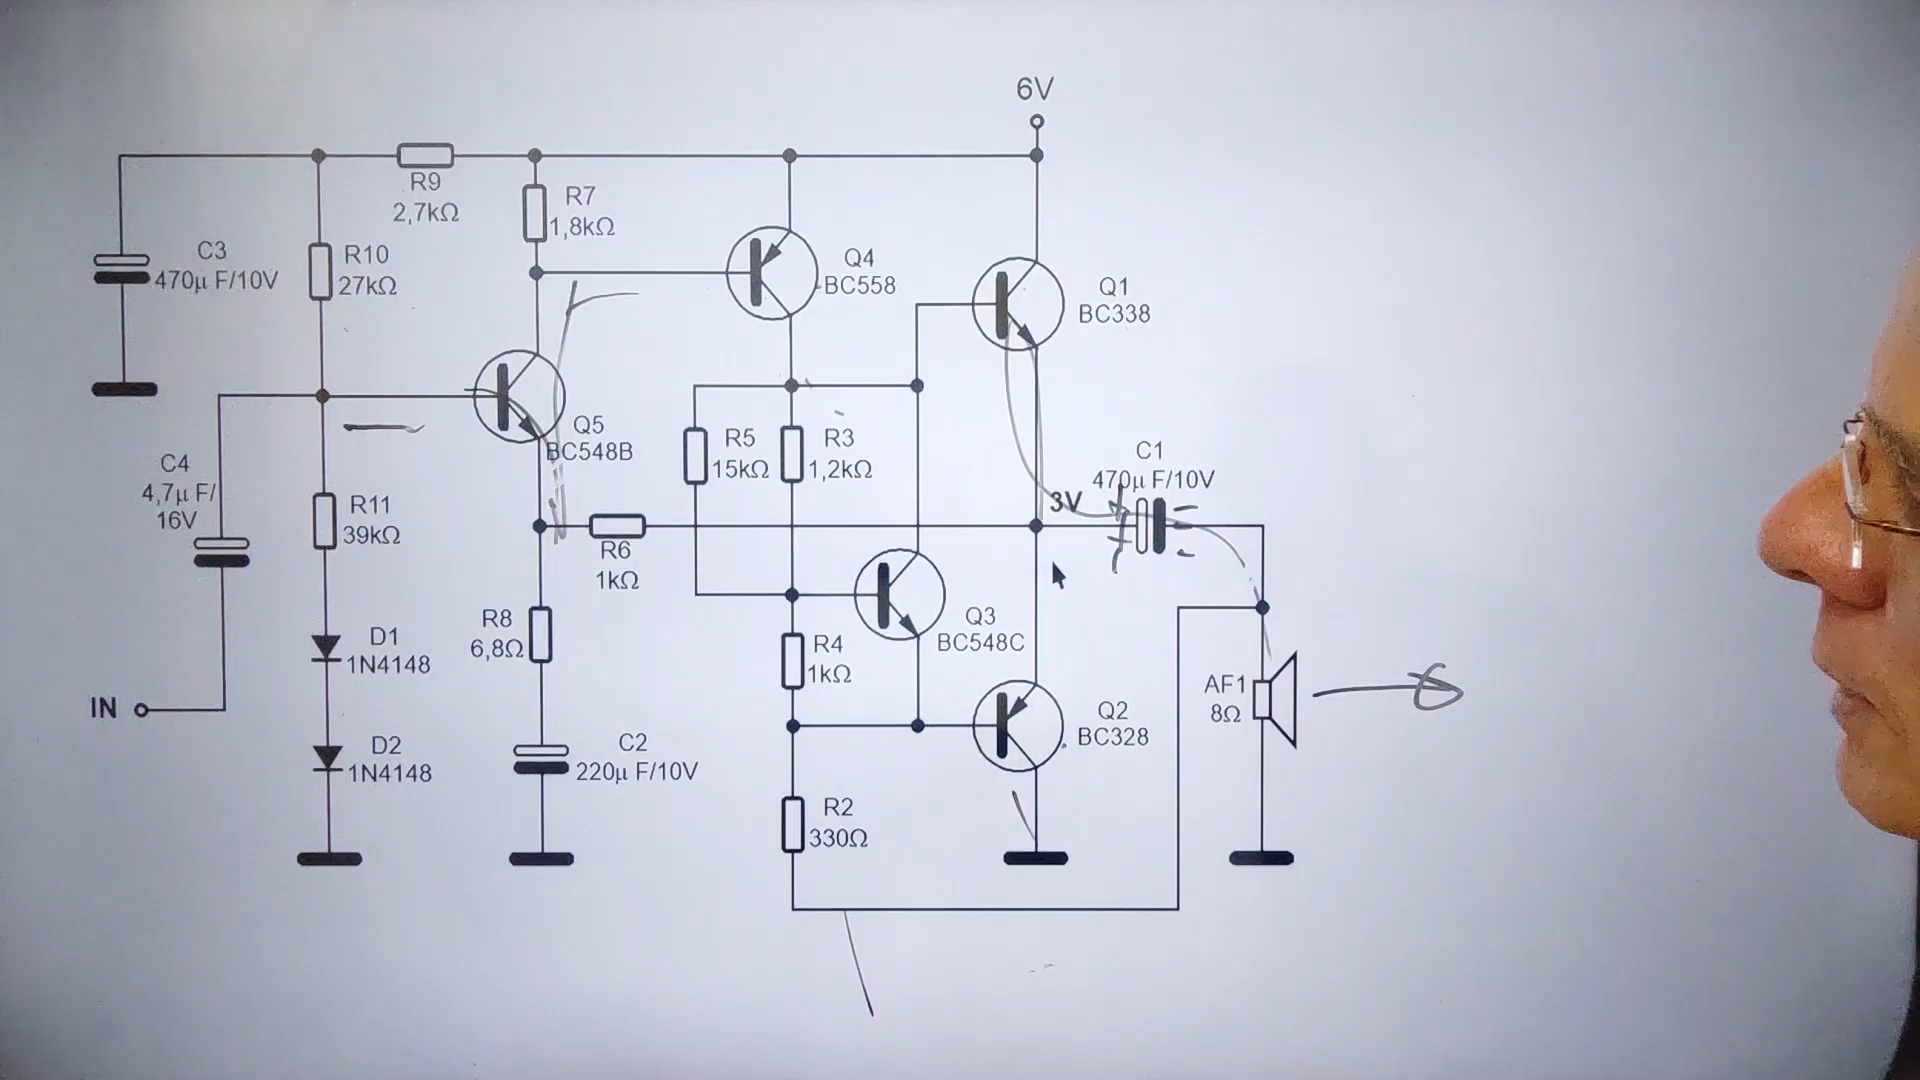 6V
R9
2,7kΩ
R7
1,8kΩ
C3
470μ F/10V
R10
27kΩ
Q4
BC558
Q1
BC338
Q5
BC548B
C4
4,7μ F/
16V
R11
39kΩ
R5
15kΩ
R3
1,2kΩ
C1
470μ F/10V
3V
R6
1kΩ
R8
6,8Ω
D1
1N4148
Q3
BC548C
R4
1kΩ
AF1
8Ω
IN
Q2
BC328
D2
1N4148
C2
220μ F/10V
R2
330Ω